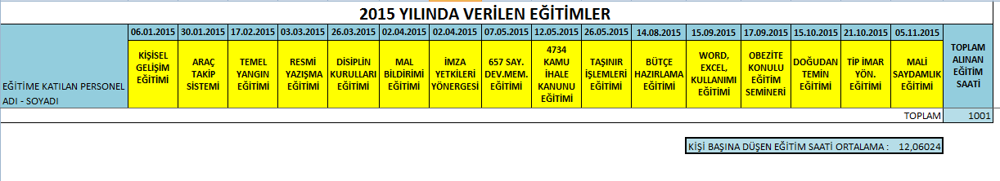 2015 YILINDA VERİLEN EĞİTİMLER
06.01.2015 30.01.2015 17.02.2015 03.03.2015 26.03.2015 02.04.2015 02.04.2015 07.05.2015 12.05.2015 26.05.2015 14.08.2015 15.09.2015 17.09.2015 15.10.2015 21.10.2015 05.11.2015
EĞİTİME KATILAN PERSONEL
ADI - SOYADI
KİŞİSEL
GELİŞİM
EĞİTİMİ
ARAÇ
TAKİP
SİSTEMİ
TEMEL
YANGIN
EĞİTİMİ
RESMİ
YAZIŞMA
EĞİTİMİ
DİSİPLİN
KURULLARI
EĞİTİMİ
MAL
BİLDİRİMİ
EĞİTİMİ
İMZA
YETKİLERİ
YÖNERGESİ
657 SAY.
DEV.MEM.
EĞİTİMİ
4734
KAMU
İHALE
KANUNU
EĞİTİMİ
TAŞINIR
İŞLEMLERİ
EĞİTİMİ
BÜTÇE
HAZIRLAMA
EĞİTİMİ
WORD,
EXCEL,
KULLANIMI
EĞİTİMİ
OBEZİTE
KONULU
EĞİTİM
SEMİNERİ
DOĞUDAN
TEMİN
EĞİTİMİ
TİP İMAR
YÖN.
EĞİTİMİ
MALİ
SAYDAMLIK
EĞİTİMİ
TOPLAM
ALINAN
EĞİTİM
SAATİ
TOPLAM 1001
KİŞİ BAŞINA DÜŞEN EĞİTİM SAATİ ORTALAMA : 12,06024